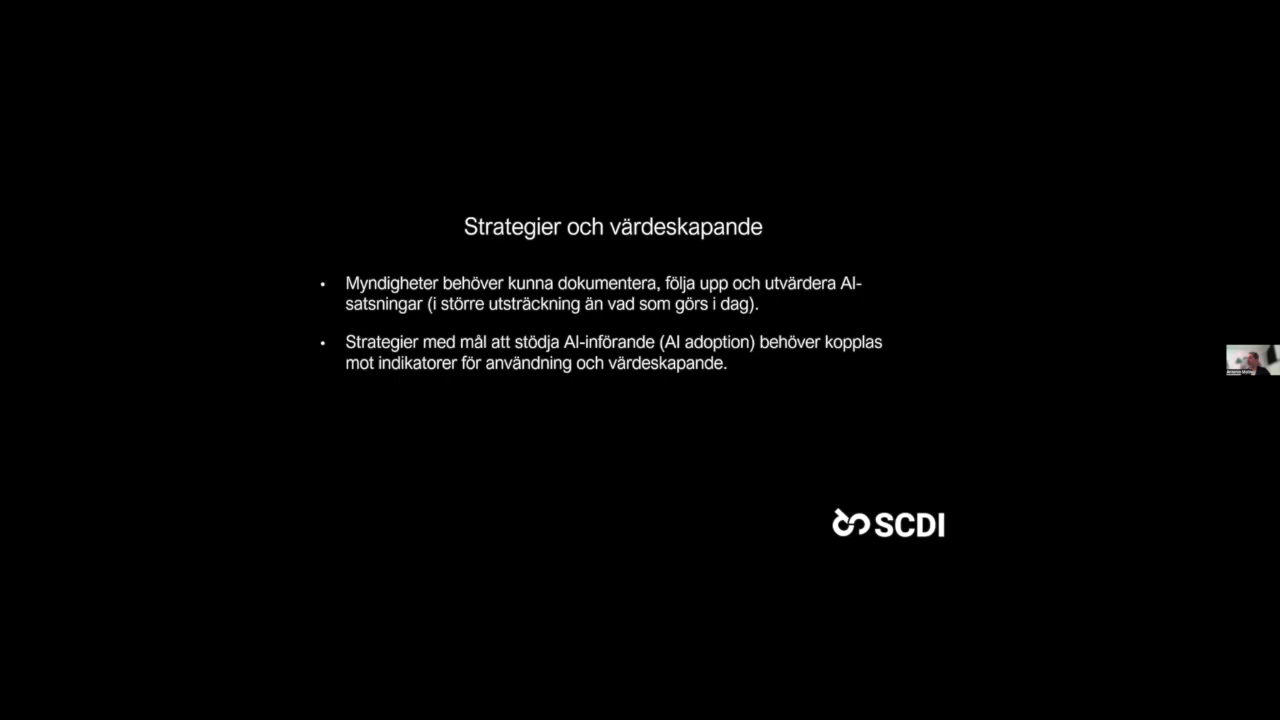 Strategier och värdeskapande
• Myndigheter behöver kunna dokumentera, följa upp och utvärdera AI-
satsningar (i större utsträckning än vad som görs i dag).
• Strategier med mål att stödja AI-införande (AI adoption) behöver kopplas
mot indikatorer för användning och värdeskapande.
SCDI